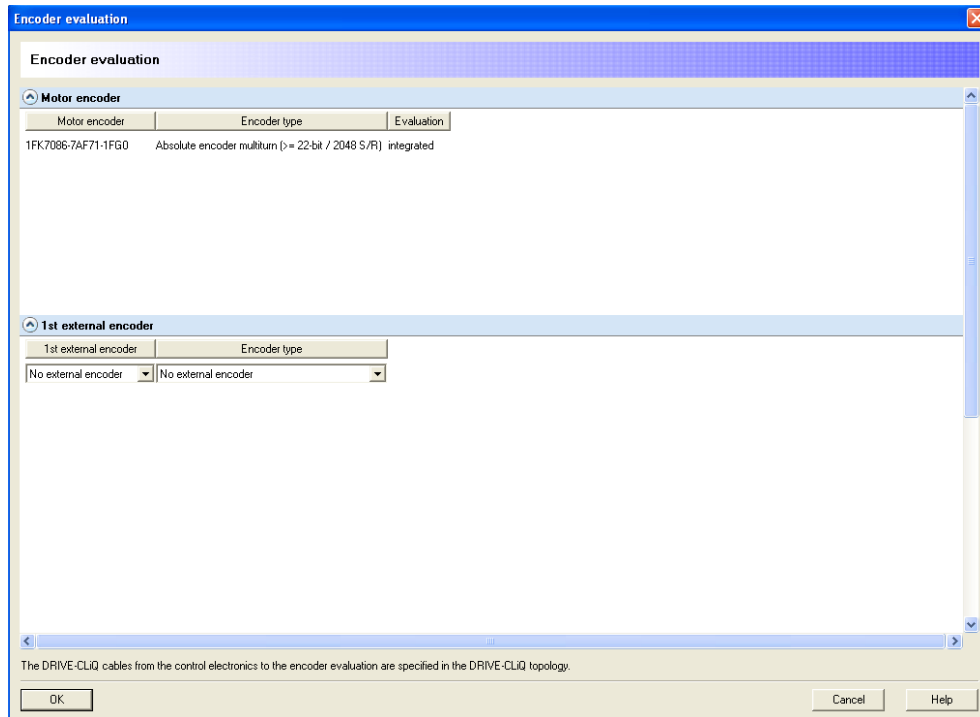 Encoder evaluation
Encoder evaluation
Motor encoder
Motor encoder Encoder type Evaluation
1FK7086-7AF71-1FG0 Absolute encoder multiturn (>= 22-bit / 2048 S/R) integrated
1st external encoder
1st external encoder Encoder type
No external encoder No external encoder
The DRIVE-CLiQ cables from the control electronics to the encoder evaluation are specified in the DRIVE-CLiQ topology.
OK Cancel Help